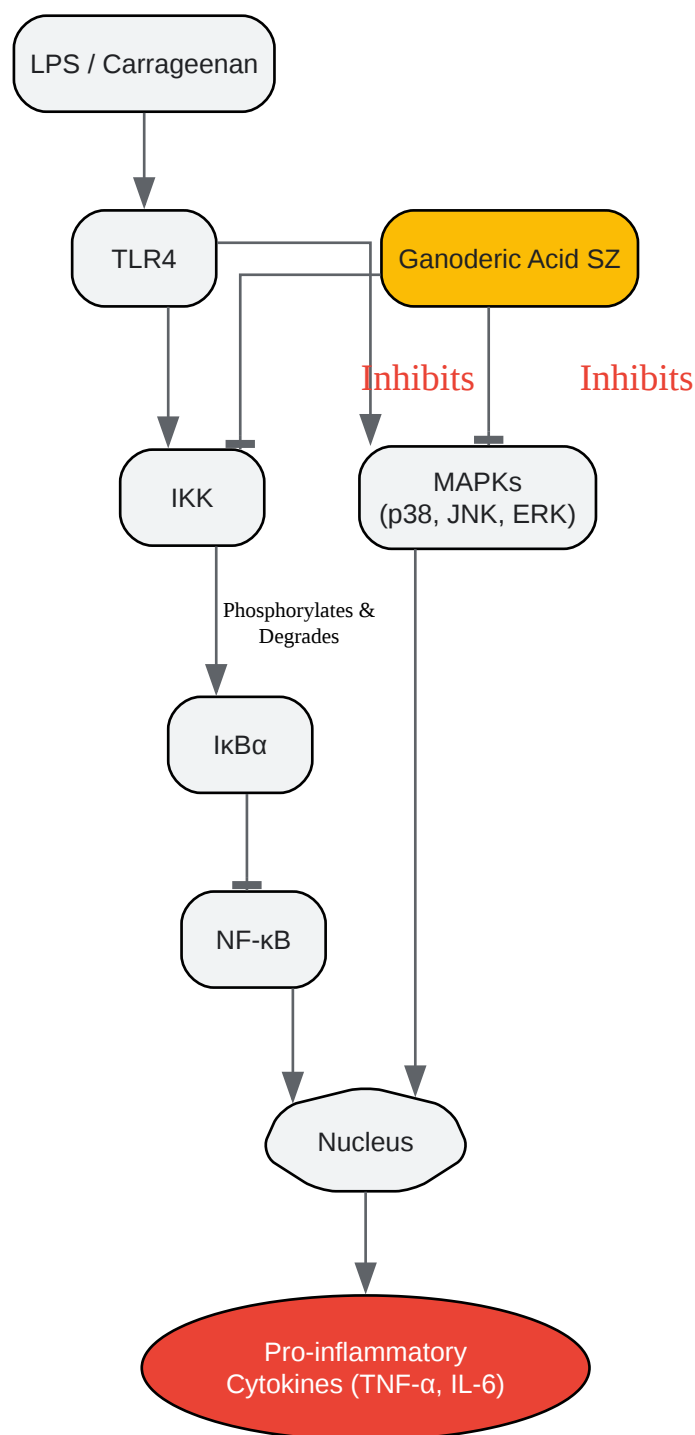 LPS / Carrageenan
TLR4
Ganoderic Acid SZ
Inhibits
Inhibits
IKK
MAPKs
(p38, JNK, ERK)
Phosphorylates &
Degrades
IκBα
NF-κB
Nucleus
Pro-inflammatory
Cytokines (TNF-α, IL-6)